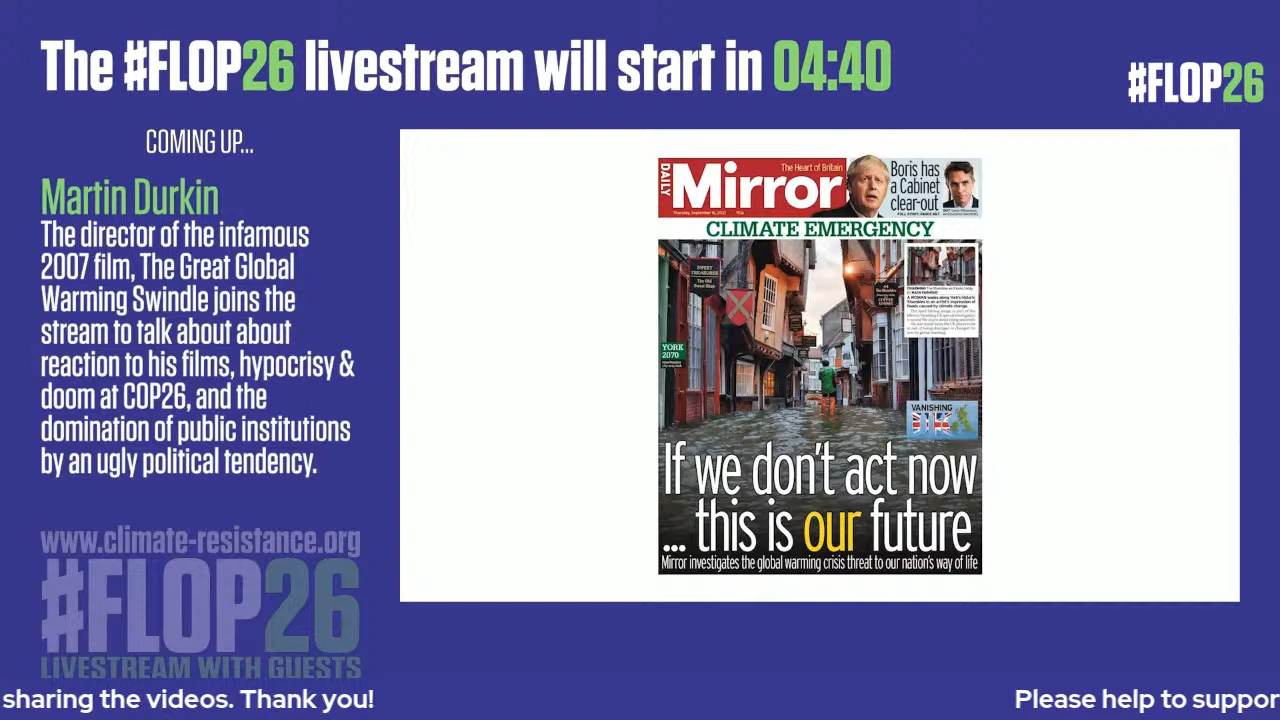 The #FLOP26 livestream will start in 04:40
#FLOP26
COMING UP...
Martin Durkin
The director of the infamous
2007 film, The Great Global
Warming Swindle joins the
stream to talk about about
reaction to his films, hypocrisy &
doom at COP26, and the
domination of public institutions
by an ugly political tendency.
www.climate-resistance.org
#FLOP26
LIVESTREAM WITH GUESTS
DAILY
Mirror
The Heart of Britain
Boris has
a Cabinet
clear-out
CLIMATE EMERGENCY
YORK
2070
VANISHING
UK
If we don't act now
... this is our future
Mirror investigates the global warming crisis threat to our nation's way of life
sharing the videos. Thank you!
Please help to suppor